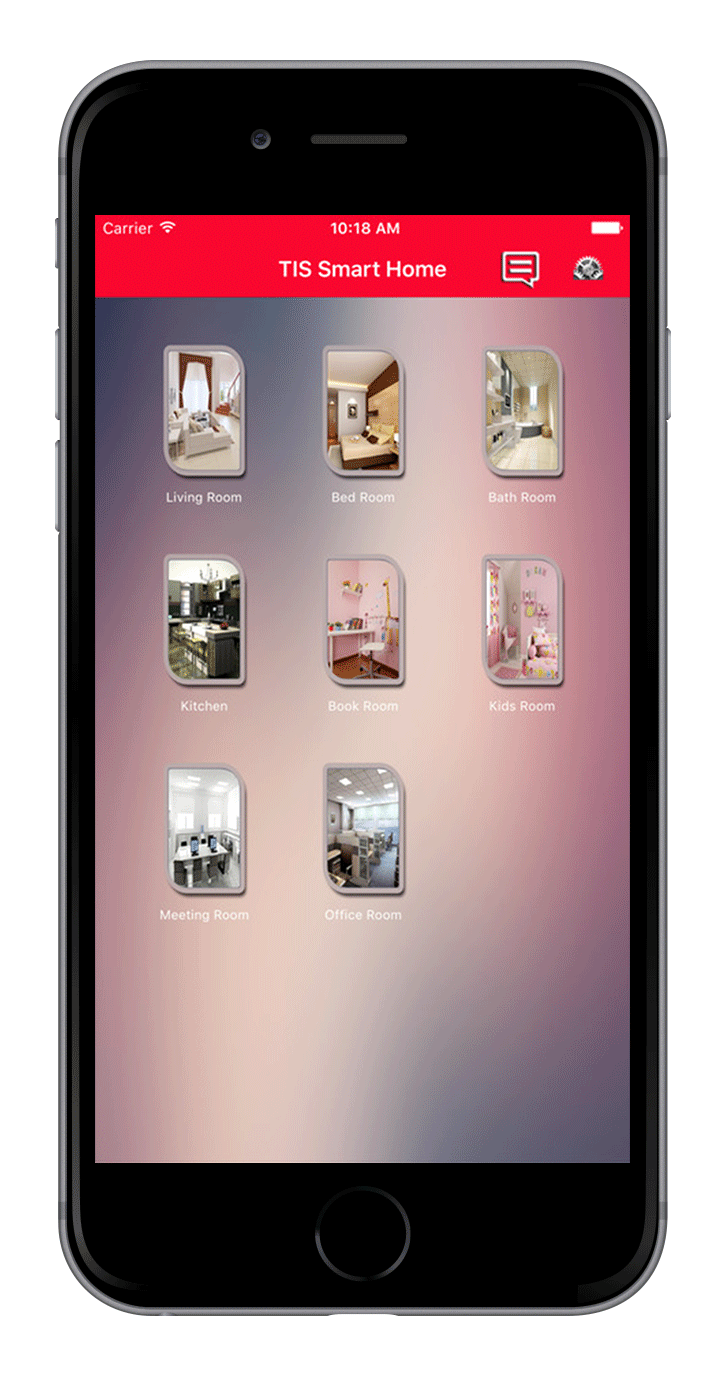 Carrier 10:18 AM
TIS Smart Home
Living Room Bed Room Bath Room
Kitchen Book Room Kids Room
Meeting Room Office Room